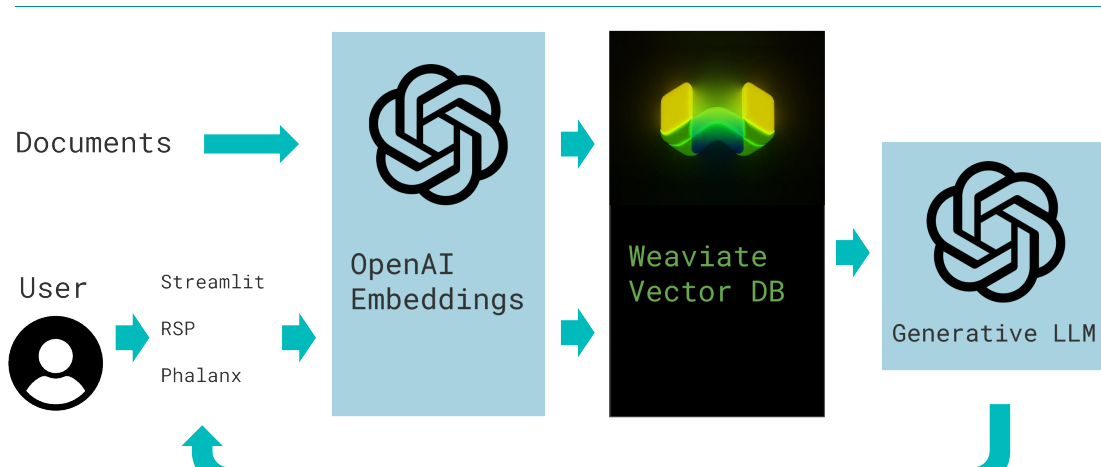 Documents
User
Streamlit
RSP
Phalanx
OpenAI
Embeddings
Weaviate
Vector DB
Generative LLM